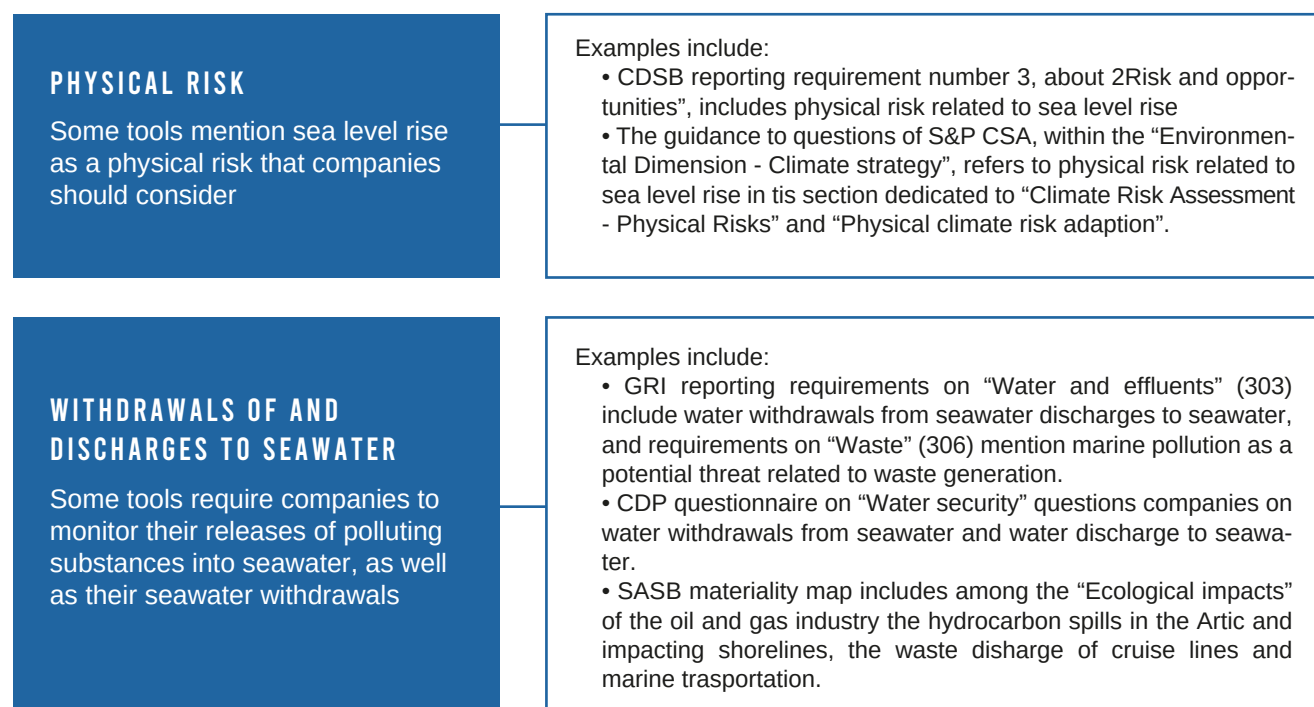 PHYSICAL RISK
Some tools mention sea level rise
as a physical risk that companies
should consider
Examples include:
• CDSB reporting requirement number 3, about 2Risk and oppor-
tunities”, includes physical risk related to sea level rise
• The guidance to questions of S&P CSA, within the “Environmen-
tal Dimension - Climate strategy”, refers to physical risk related to
sea level rise in tis section dedicated to “Climate Risk Assessment
- Physical Risks” and “Physical climate risk adaption”.
WITHDRAWALS OF AND
DISCHARGES TO SEAWATER
Some tools require companies to
monitor their releases of polluting
substances into seawater, as well
as their seawater withdrawals
Examples include:
• GRI reporting requirements on “Water and effluents” (303)
include water withdrawals from seawater discharges to seawater,
and requirements on “Waste” (306) mention marine pollution as a
potential threat related to waste generation.
• CDP questionnaire on “Water security” questions companies on
water withdrawals from seawater and water discharge to seawa-
ter.
• SASB materiality map includes among the “Ecological impacts”
of the oil and gas industry the hydrocarbon spills in the Artic and
impacting shorelines, the waste disharge of cruise lines and
marine trasportation.